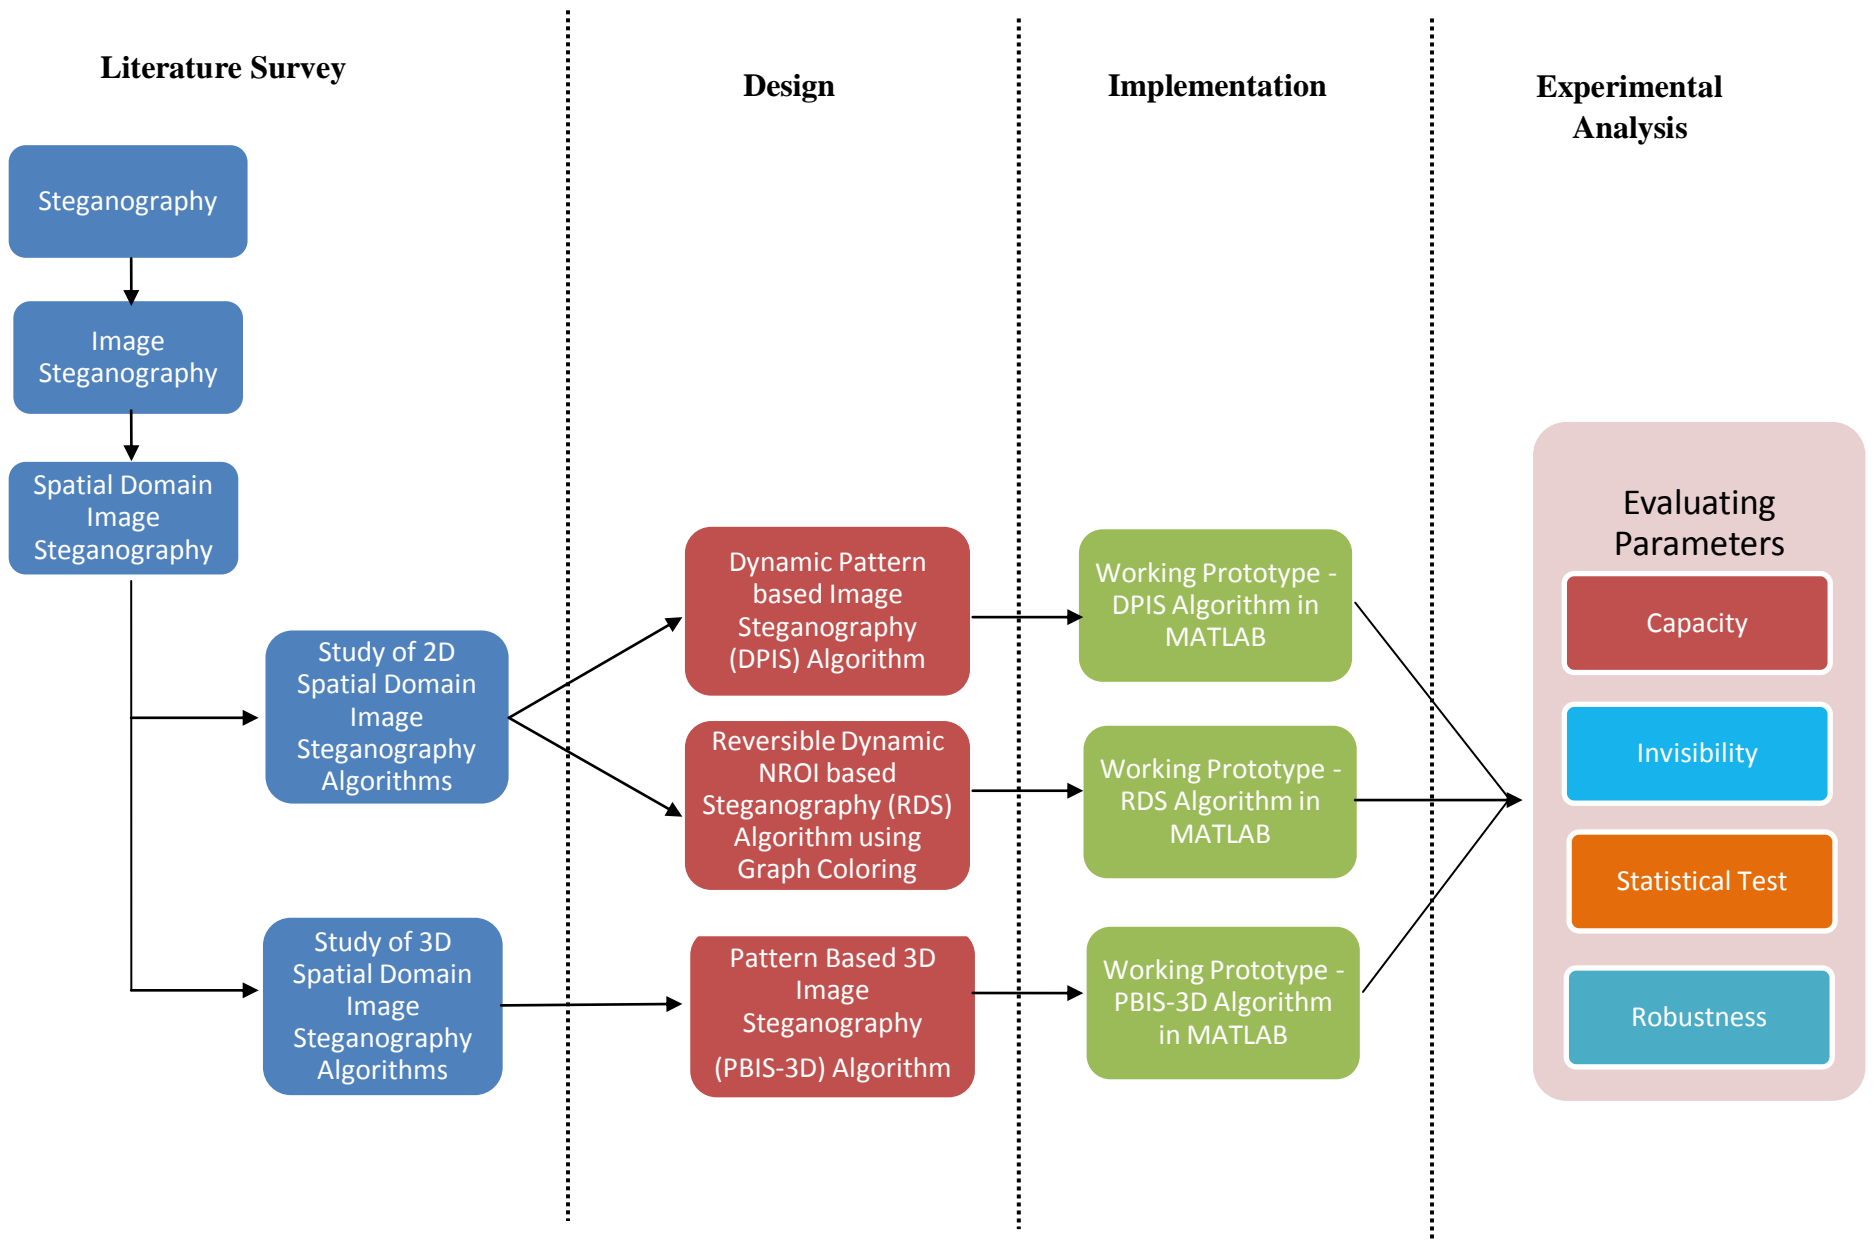 Literature Survey
Design
Implementation
Experimental
Analysis
Steganography
Image
Steganography
Spatial Domain
Image
Steganography
Study of 2D
Spatial Domain
Image
Steganography
Algorithms
Study of 3D
Spatial Domain
Image
Steganography
Algorithms
Dynamic Pattern
based Image
Steganography
(DPIS) Algorithm
Reversible Dynamic
NROI based
Steganography (RDS)
Algorithm using
Graph Coloring
Pattern Based 3D
Image
Steganography
(PBIS-3D) Algorithm
Working Prototype -
DPIS Algorithm in
MATLAB
Working Prototype -
RDS Algorithm in
MATLAB
Working Prototype -
PBIS-3D Algorithm
in MATLAB
Evaluating
Parameters
Capacity
Invisibility
Statistical Test
Robustness